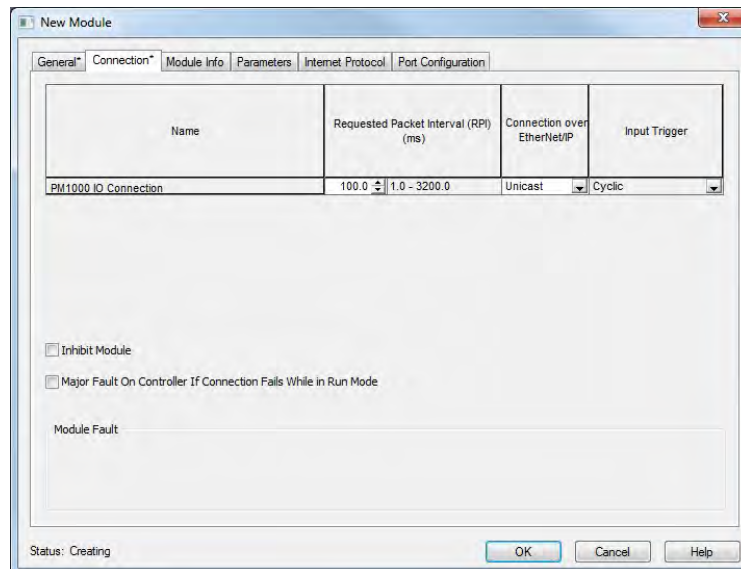 New Module
General* Connection* Module Info Parameters Internet Protocol Port Configuration
Name
Requested Packet Interval (RPI)
(ms)
Connection over
EtherNet/IP
Input Trigger
PM1000 IO Connection 100.0 1.0 - 3200.0 Unicast Cyclic
Inhibit Module
Major Fault On Controller If Connection Fails While in Run Mode
Module Fault
Status: Creating OK Cancel Help